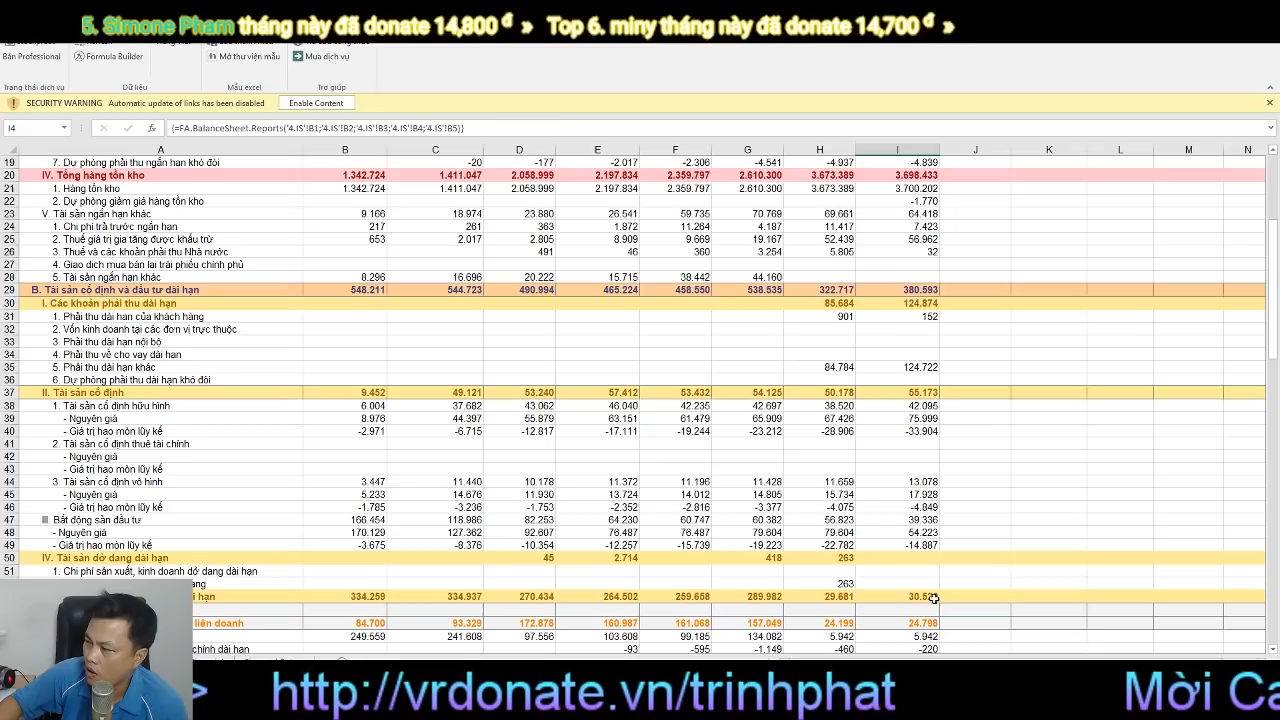 5. Simone Pham tháng này đã donate 14,800 đ » Top 6. miny tháng này đã donate 14,700 đ »
Bản Professional Formula Builder Mở thư viện mẫu Mua dịch vụ
Trạng thái dịch vụ Dữ liệu Mẫu excel Trợ giúp
SECURITY WARNING Automatic update of links has been disabled Enable Content
I4 fx {=FA.BalanceSheet.Reports('4.IS'!B1;'4.IS'!B2;'4.IS'!B3;'4.IS'!B4;'4.IS'!B5)}
A B C D E F G H I J K L M N
19 7. Dự phòng phải thu ngắn hạn khó đòi -20 -177 -2.017 -2.306 -4.541 -4.937 -4.839
20 IV. Tổng hàng tồn kho 1.342.724 1.411.047 2.058.999 2.197.834 2.359.797 2.610.300 3.673.389 3.698.433
21 1. Hàng tồn kho 1.342.724 1.411.047 2.058.999 2.197.834 2.359.797 2.610.300 3.673.389 3.700.202
22 2. Dự phòng giảm giá hàng tồn kho -1.770
23 V. Tài sản ngắn hạn khác 9.166 18.974 23.880 26.541 59.735 70.769 69.661 64.418
24 1. Chi phí trả trước ngắn hạn 217 261 363 1.872 11.264 4.187 11.417 7.423
25 2. Thuế giá trị gia tăng được khấu trừ 653 2.017 2.805 8.909 9.669 19.167 52.439 56.962
26 3. Thuế và các khoản phải thu Nhà nước 491 46 360 3.254 5.805 32
27 4. Giao dịch mua bán lại trái phiếu chính phủ
28 5. Tài sản ngắn hạn khác 8.296 16.696 20.222 15.715 38.442 44.160
29 B. Tài sản cố định và đầu tư dài hạn 548.211 544.723 490.994 465.224 458.550 538.535 322.717 380.593
30 I. Các khoản phải thu dài hạn 85.684 124.874
31 1. Phải thu dài hạn của khách hàng 901 152
32 2. Vốn kinh doanh tại các đơn vị trực thuộc
33 3. Phải thu dài hạn nội bộ
34 4. Phải thu về cho vay dài hạn
35 5. Phải thu dài hạn khác 84.784 124.722
36 6. Dự phòng phải thu dài hạn khó đòi
37 II. Tài sản cố định 9.452 49.121 53.240 57.412 53.432 54.125 50.178 55.173
38 1. Tài sản cố định hữu hình 6.004 37.682 43.062 46.040 42.235 42.697 38.520 42.095
39 - Nguyên giá 8.976 44.397 55.879 63.151 61.479 65.909 67.426 75.999
40 - Giá trị hao mòn lũy kế -2.971 -6.715 -12.817 -17.111 -19.244 -23.212 -28.906 -33.904
41 2. Tài sản cố định thuê tài chính
42 - Nguyên giá
43 - Giá trị hao mòn lũy kế
44 3. Tài sản cố định vô hình 3.447 11.440 10.178 11.372 11.196 11.428 11.659 13.078
45 - Nguyên giá 5.233 14.676 11.930 13.724 14.012 14.805 15.734 17.928
46 - Giá trị hao mòn lũy kế -1.785 -3.236 -1.753 -2.352 -2.816 -3.377 -4.075 -4.849
47 III. Bất động sản đầu tư 166.454 118.986 82.253 64.230 60.747 60.382 56.823 39.336
48 - Nguyên giá 170.129 127.362 92.607 76.487 76.487 79.604 79.604 54.223
49 - Giá trị hao mòn lũy kế -3.675 -8.376 -10.354 -12.257 -15.739 -19.223 -22.782 -14.887
50 IV. Tài sản dở dang dài hạn 45 2.714 418 263
51 1. Chi phí sản xuất, kinh doanh dở dang dài hạn
ang 263
i hạn 334.259 334.937 270.434 264.502 259.658 289.982 29.681
liên doanh 84.700 93.329 172.878 160.987 161.068 157.049 24.199 24.798
249.559 241.608 97.556 103.608 99.185 134.082 5.942 5.942
chính dài hạn -93 -595 -1.149 -460 -220
> http://vrdonate.vn/trinhphat Mời Ca